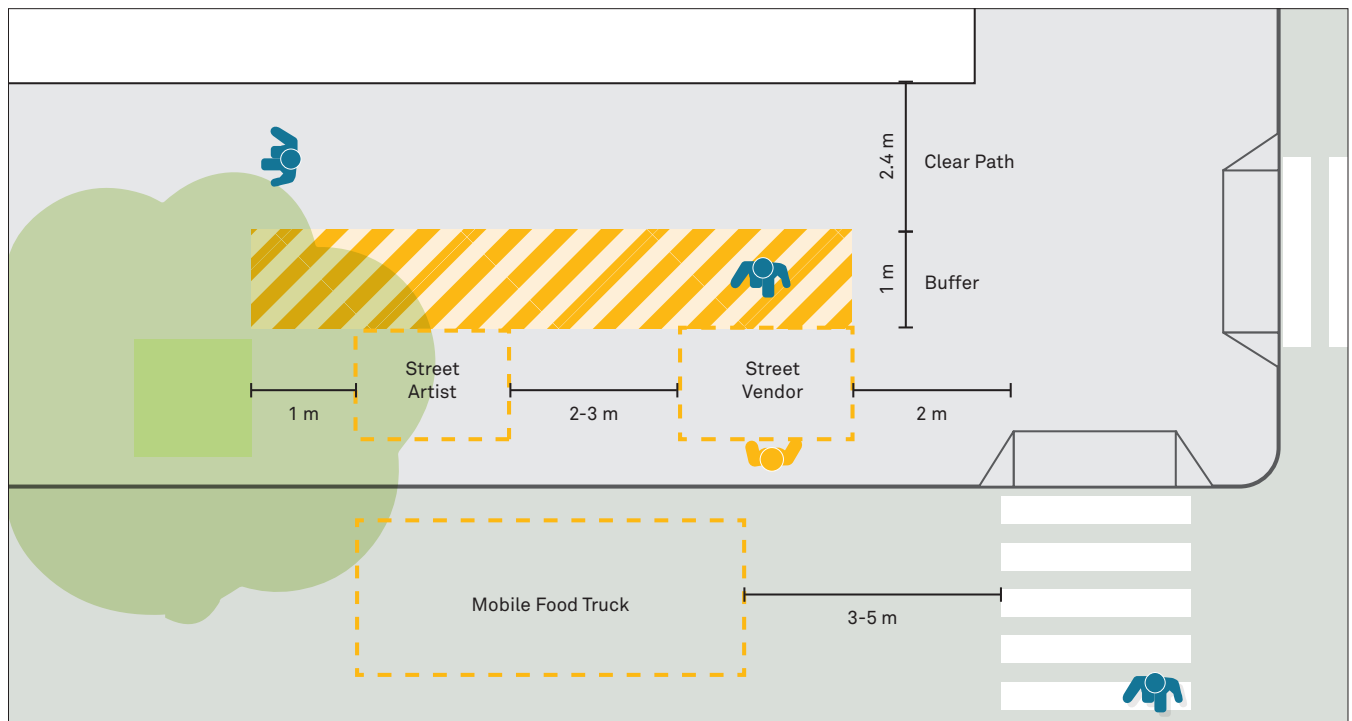 2.4 m
Clear Path
1 m
Buffer
Street
Artist
Street
Vendor
1 m
2-3 m
2 m
Mobile Food Truck
3-5 m